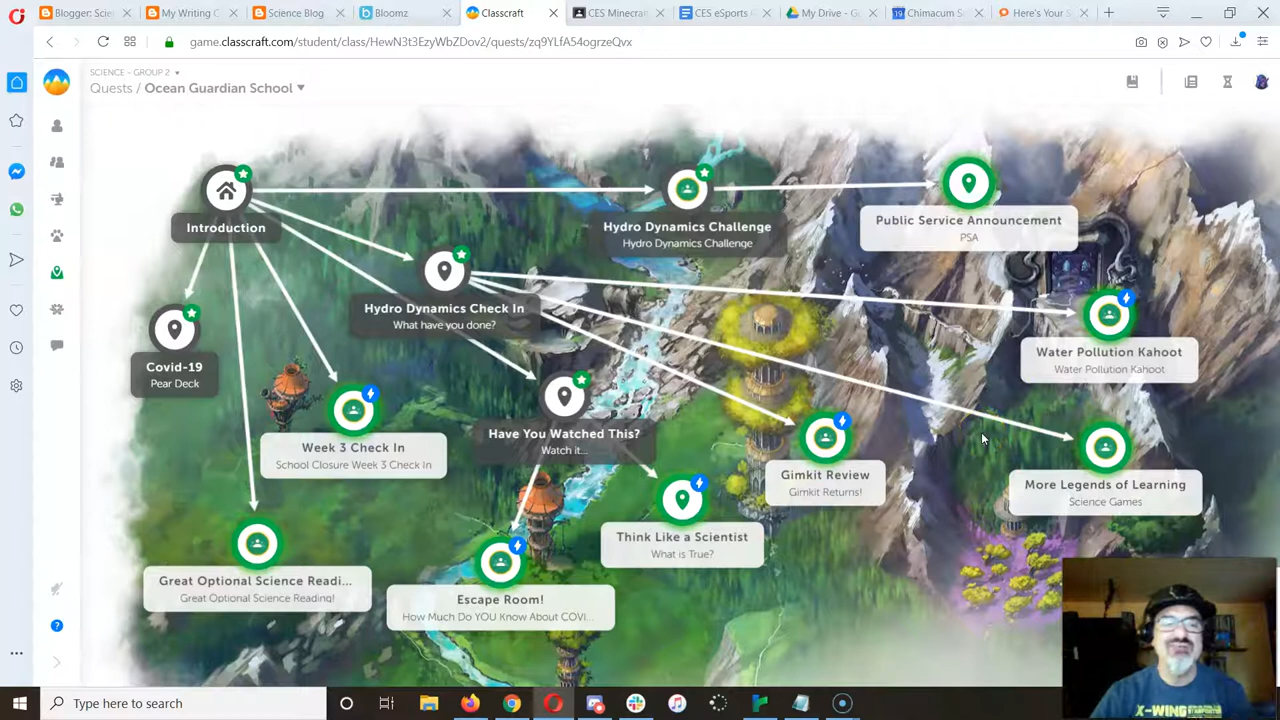 Blogger: Scien
My Writing C
Science Blog
Bloomz
Classcraft
CES Minecraf
CES eSports
My Drive - G
Chimacum S
Here's Your S
game.classcraft.com/student/class/HewN3t3EzyWbZDov2/quests/zq9YLfA54ogrzeQvx
SCIENCE - GROUP 2
Quests / Ocean Guardian School
Introduction
Hydro Dynamics Challenge
Hydro Dynamics Challenge
Public Service Announcement
PSA
Hydro Dynamics Check In
What have you done?
Covid-19
Pear Deck
Water Pollution Kahoot
Water Pollution Kahoot
Week 3 Check In
School Closure Week 3 Check In
Have You Watched This?
Watch it...
Gimkit Review
Gimkit Returns!
More Legends of Learning
Science Games
Think Like a Scientist
What is True?
Great Optional Science Readi...
Great Optional Science Reading!
Escape Room!
How Much Do YOU Know About COVI...
X-WING
Type here to search